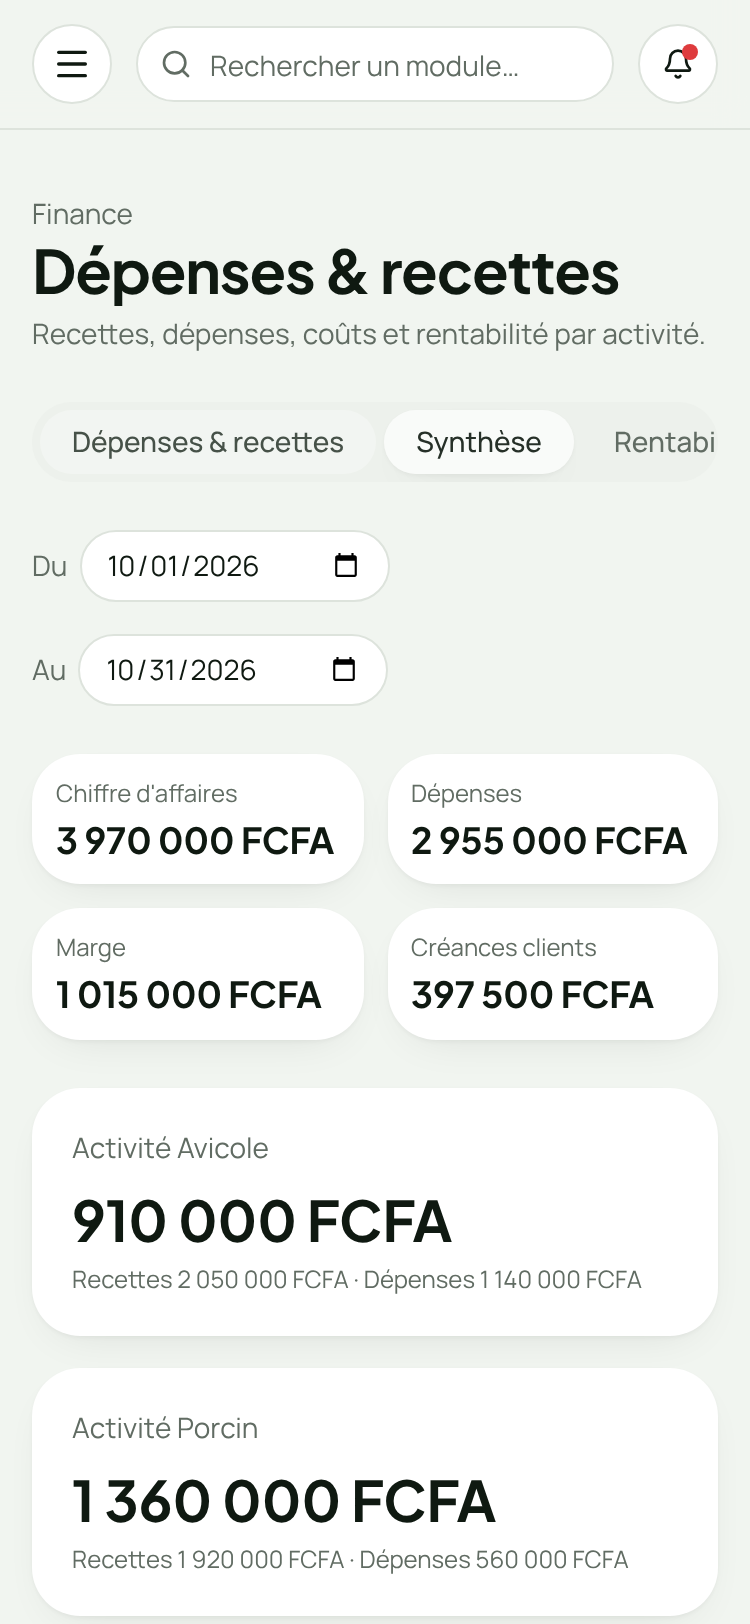 Rechercher un module...
Finance
Dépenses & recettes
Recettes, dépenses, coûts et rentabilité par activité.
Dépenses & recettes Synthèse Rentabi
Du 10/01/2026
Au 10/31/2026
Chiffre d'affaires Dépenses
3 970 000 FCFA 2 955 000 FCFA
Marge Créances clients
1 015 000 FCFA 397 500 FCFA
Activité Avicole
910 000 FCFA
Recettes 2 050 000 FCFA · Dépenses 1 140 000 FCFA
Activité Porcin
1 360 000 FCFA
Recettes 1 920 000 FCFA · Dépenses 560 000 FCFA